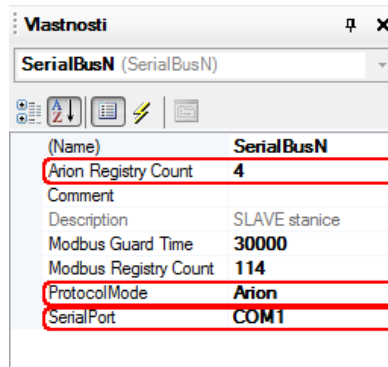 Vlastnosti
SerialBusN (SerialBusN)
(Name) SerialBusN
Arion Registry Count 4
Comment
Description SLAVE stanice
Modbus Guard Time 30000
Modbus Registry Count 114
ProtocolMode Arion
SerialPort COM1